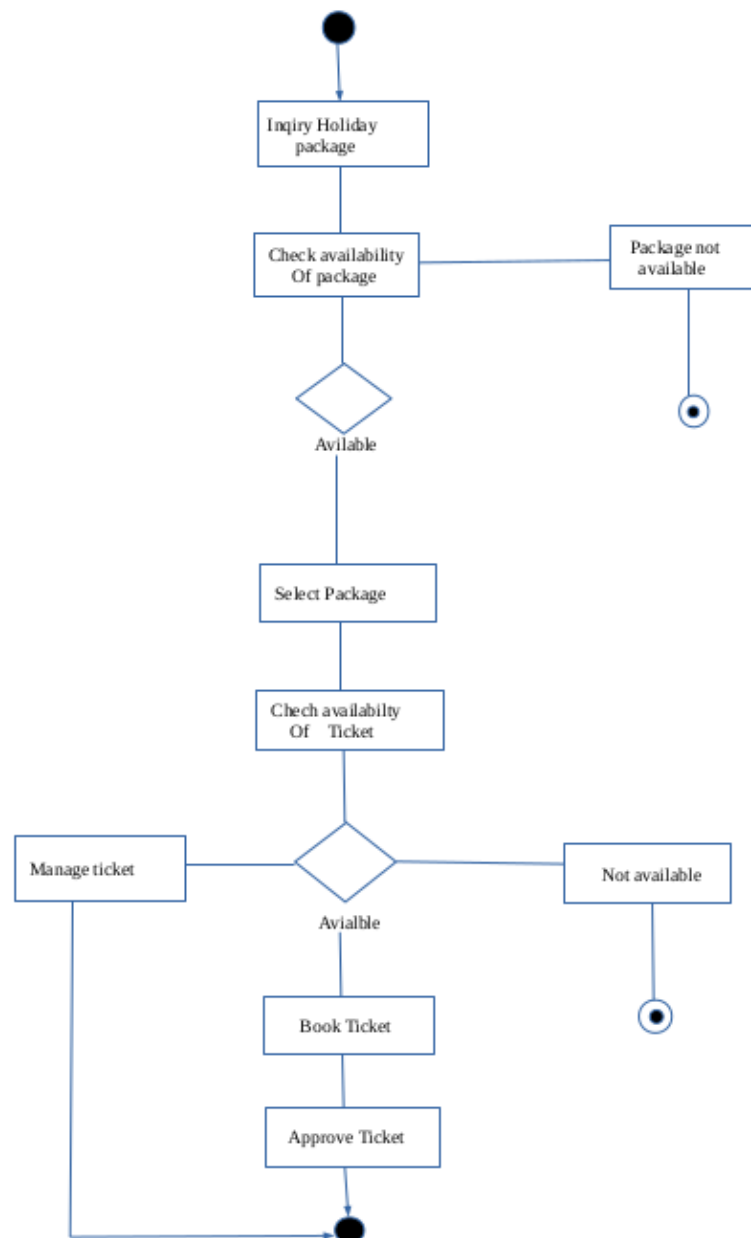 Inqiry Holiday
package
Check availability
Of package
Package not
available
Avilable
Select Package
Chech availabilty
Of Ticket
Manage ticket
Not available
Avialble
Book Ticket
Approve Ticket